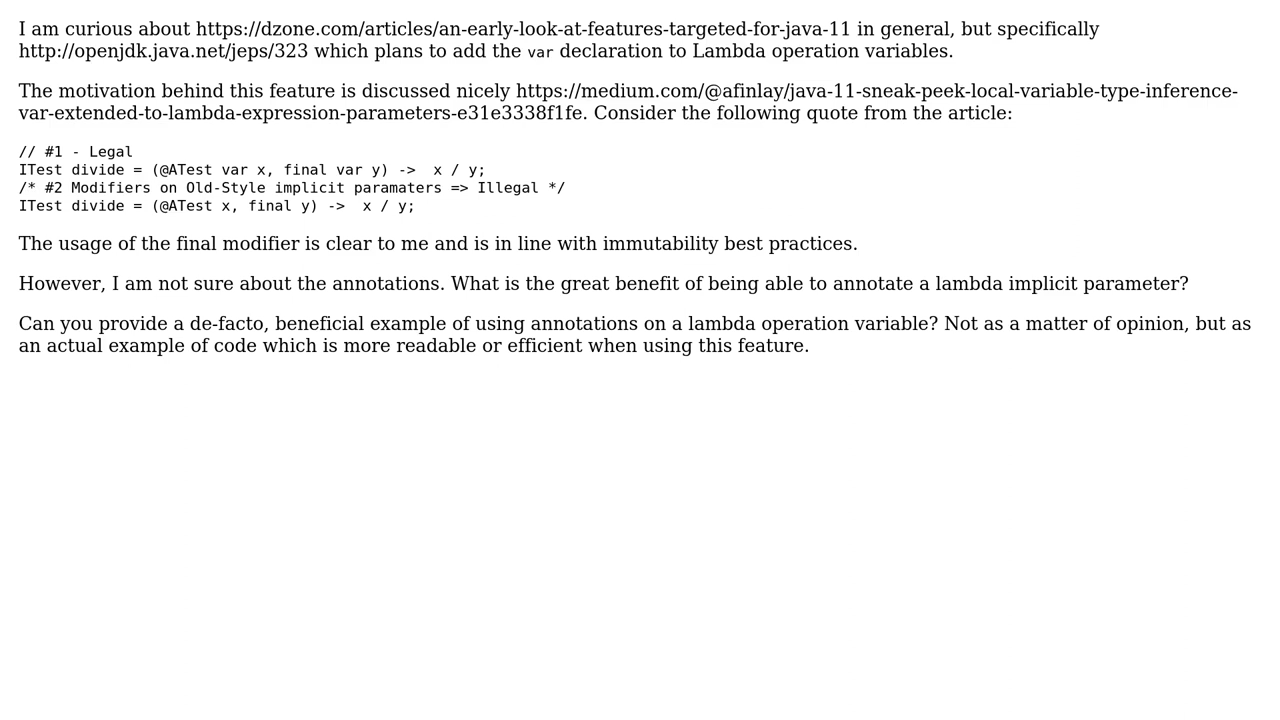 I am curious about https://dzone.com/articles/an-early-look-at-features-targeted-for-java-11 in general, but specifically
http://openjdk.java.net/jeps/323 which plans to add the var declaration to Lambda operation variables.
The motivation behind this feature is discussed nicely https://medium.com/@afinlay/java-11-sneak-peek-local-variable-type-inference-
var-extended-to-lambda-expression-parameters-e31e3338f1fe. Consider the following quote from the article:
// #1 - Legal
ITest divide = (@ATest var x, final var y) ->  x / y;
/* #2 Modifiers on Old-Style implicit paramaters => Illegal */
ITest divide = (@ATest x, final y) ->  x / y;
The usage of the final modifier is clear to me and is in line with immutability best practices.
However, I am not sure about the annotations. What is the great benefit of being able to annotate a lambda implicit parameter?
Can you provide a de-facto, beneficial example of using annotations on a lambda operation variable? Not as a matter of opinion, but as
an actual example of code which is more readable or efficient when using this feature.